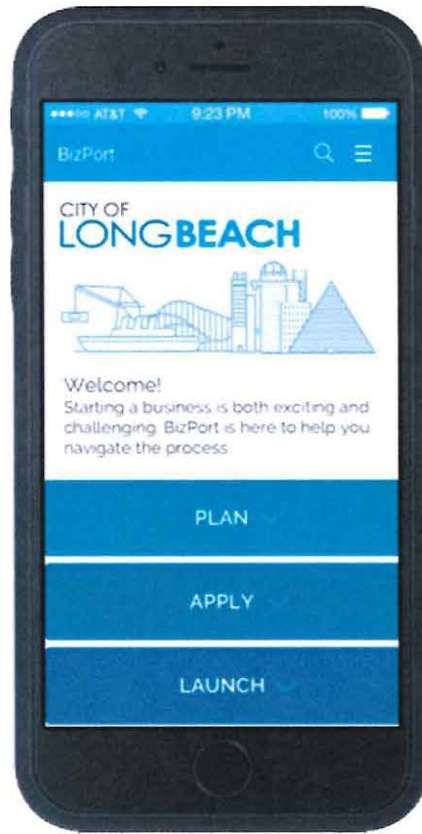 AT&T 9:23 PM 100%
BizPort
CITY OF
LONGBEACH
Welcome!
Starting a business is both exciting and
challenging. BizPort is here to help you
navigate the process
PLAN
APPLY
LAUNCH